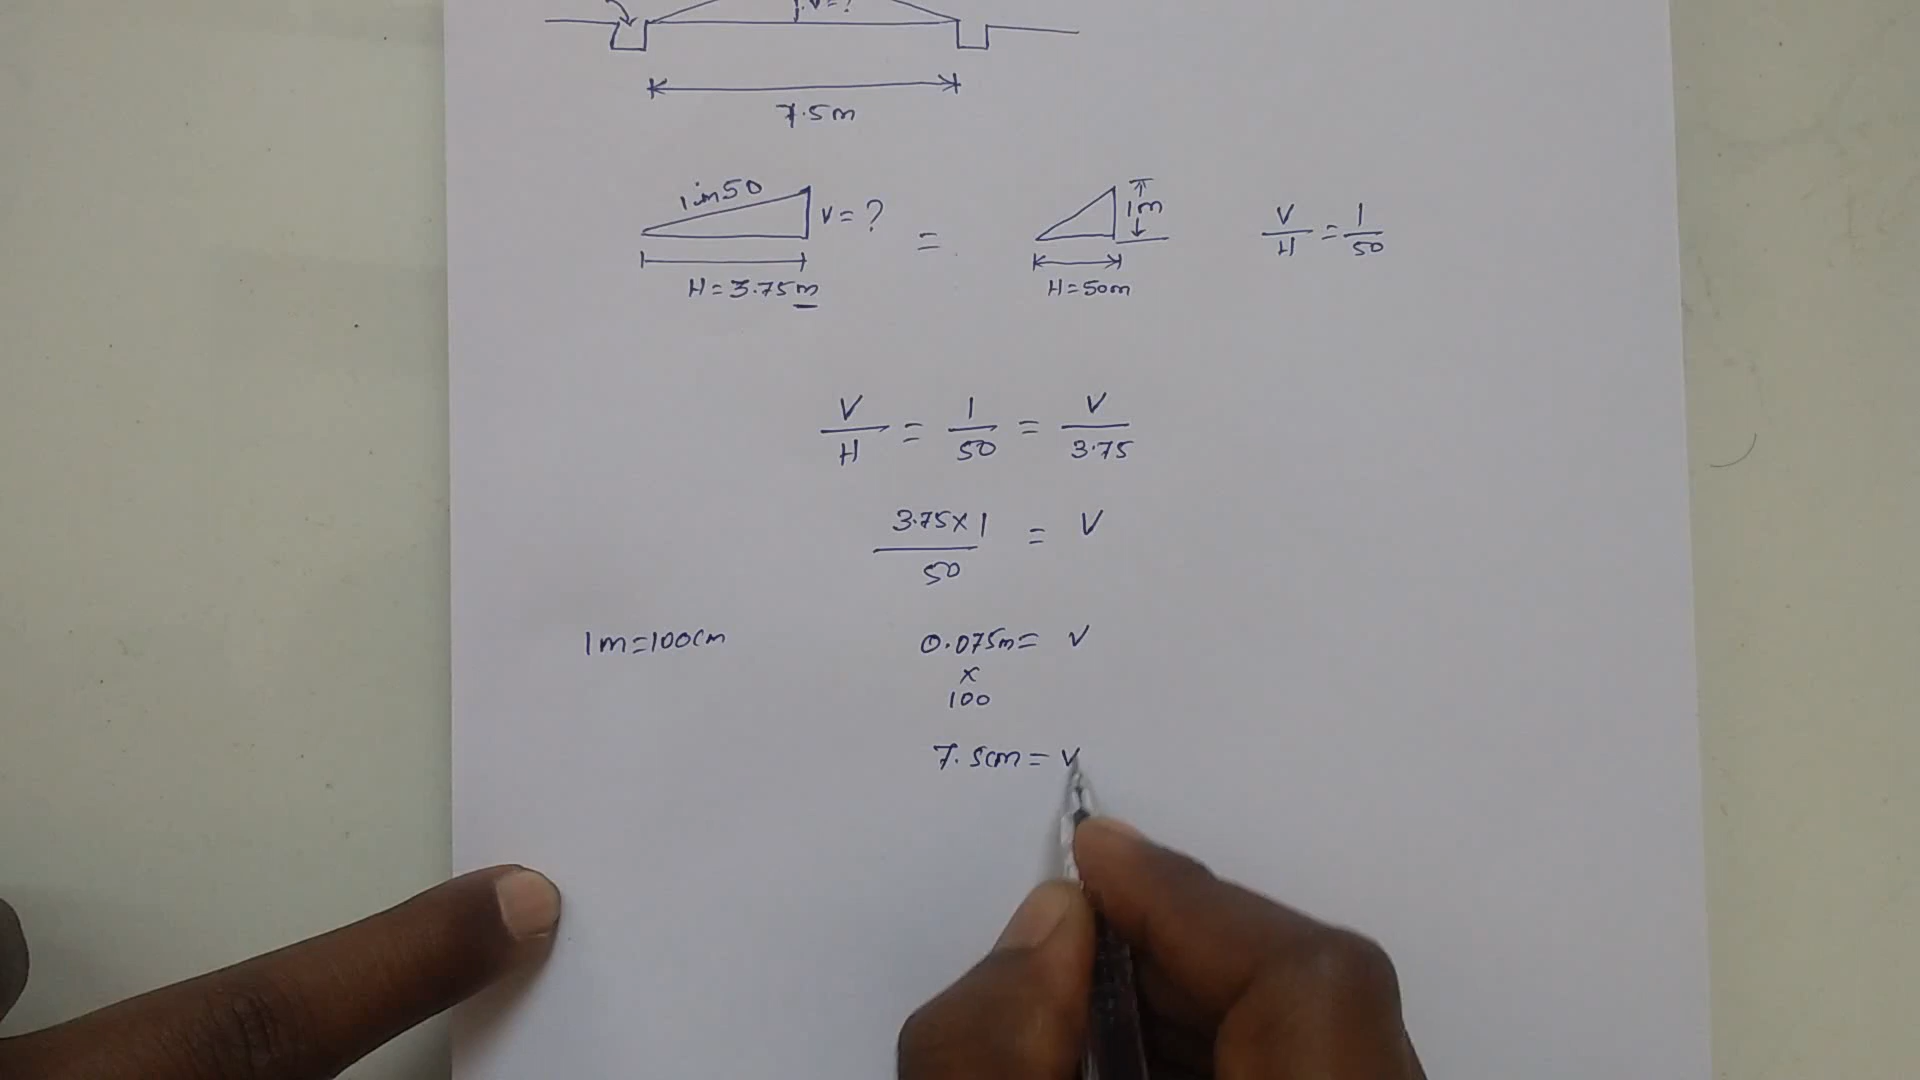 V=?
7.5m
1 in 50
V = ?
=
1m
V/H = 1/50
H = 3.75m
H = 50m
V/H = 1/50 = V/3.75
3.75 x 1 / 50 = V
1m = 100cm
0.075m = V
x
100
7.5cm = V